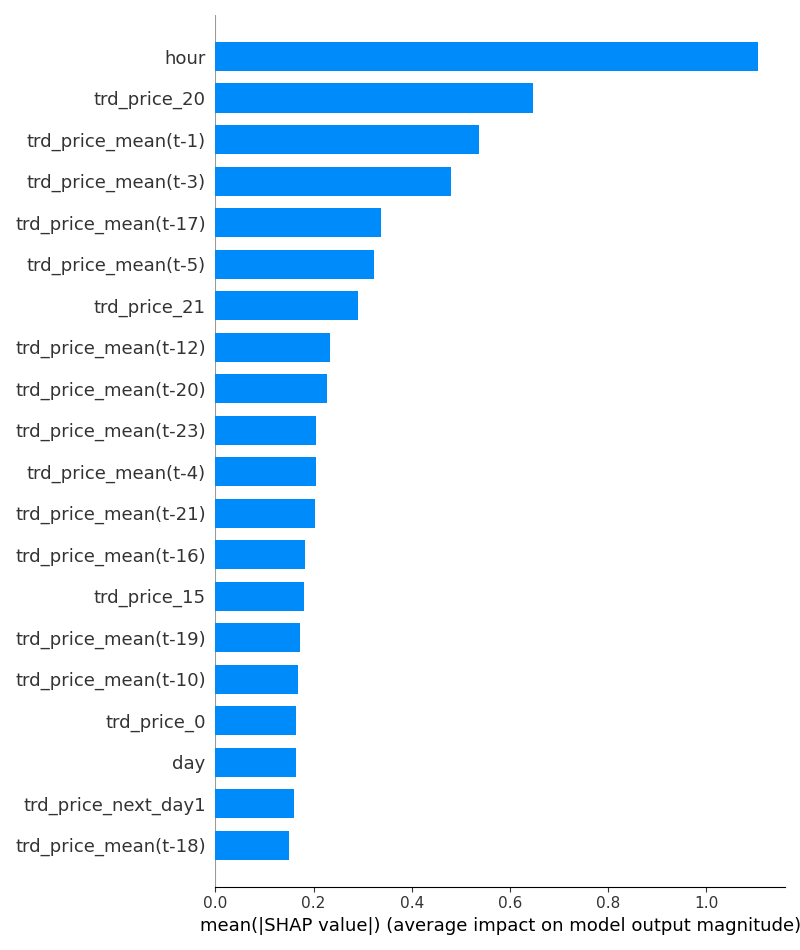 hour
trd_price_20
trd_price_mean(t-1)
trd_price_mean(t-3)
trd_price_mean(t-17)
trd_price_mean(t-5)
trd_price_21
trd_price_mean(t-12)
trd_price_mean(t-20)
trd_price_mean(t-23)
trd_price_mean(t-4)
trd_price_mean(t-21)
trd_price_mean(t-16)
trd_price_15
trd_price_mean(t-19)
trd_price_mean(t-10)
trd_price_0
day
trd_price_next_day1
trd_price_mean(t-18)
0.0 0.2 0.4 0.6 0.8 1.0
mean(|SHAP value|) (average impact on model output magnitude)